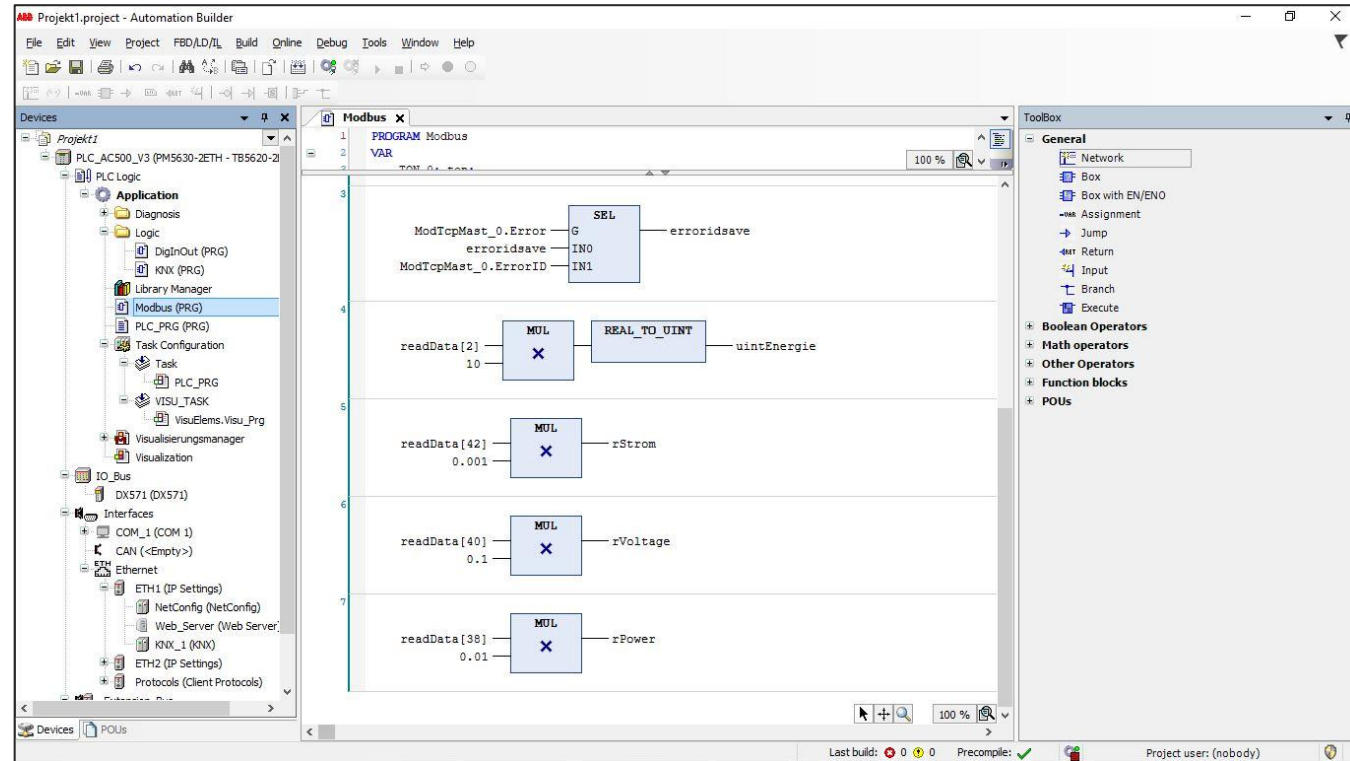 ABB Projekt1.project - Automation Builder
File Edit View Project FBD/LD/IL Build Online Debug Tools Window Help
Devices
Projekt1
PLC_AC500_V3 (PM5630-2ETH - TB5620-2
PLC Logic
Application
Diagnosis
Logic
DigInOut (PRG)
KNX (PRG)
Library Manager
Modbus (PRG)
PLC_PRG (PRG)
Task Configuration
Task
PLC_PRG
VISU_TASK
VisuElems.Visu_Prg
Visualisierungsmanager
Visualization
IO_Bus
DX571 (DX571)
Interfaces
COM_1 (COM 1)
CAN (<Empty>)
Ethernet
ETH1 (IP Settings)
NetConfig (NetConfig)
Web_Server (Web Server)
KNX_1 (KNX)
ETH2 (IP Settings)
Protocols (Client Protocols)
Devices POUs
Modbus
1 PROGRAM Modbus
2 VAR
100 %
3
SEL
ModTcpMast_0.Error G erroridsave
erroridsave IN0
ModTcpMast_0.ErrorID IN1
4
MUL REAL_TO_UINT
readData[2] uintEnergie
10
5
MUL
readData[42] rStrom
0.001
6
MUL
readData[40] rVoltage
0.1
7
MUL
readData[38] rPower
0.01
100 %
ToolBox
General
Network
Box
Box with EN/ENO
Assignment
Jump
Return
Input
Branch
Execute
Boolean Operators
Math operators
Other Operators
Function blocks
POUs
Last build: 0 0 Precompile: Project user: (nobody)